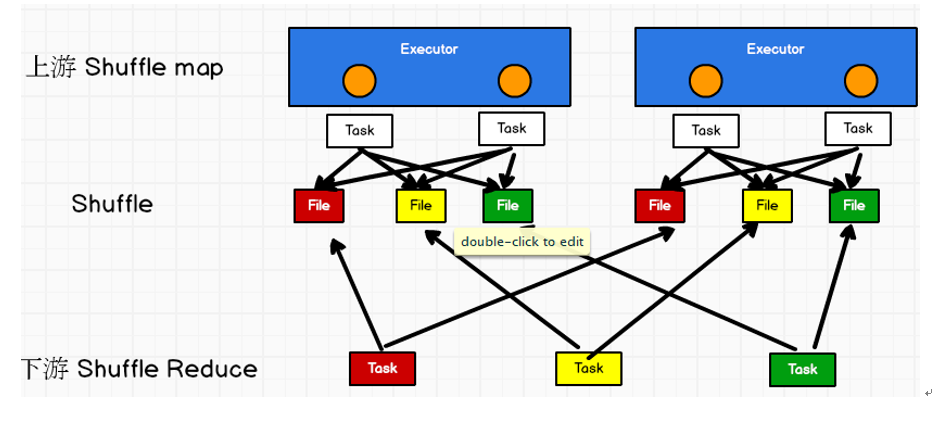 上游 Shuffle map
Executor
Executor
Task
Task
Task
Task
Shuffle
File
File
File
File
File
File
double-click to edit
下游 Shuffle Reduce
Task
Task
Task